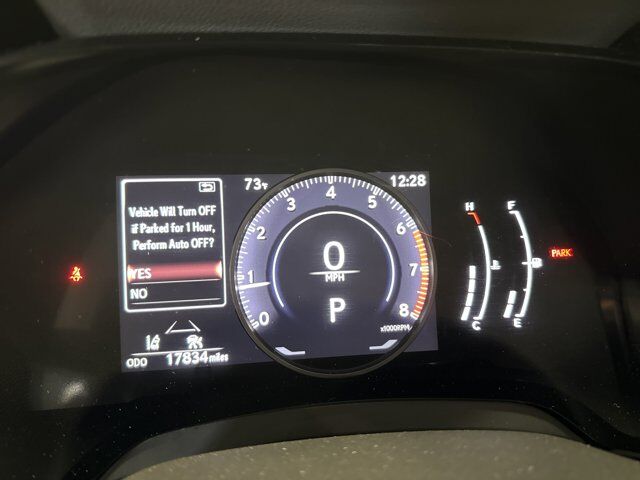 73°F
12:28
Vehicle Will Turn OFF
if Parked for 1 Hour,
Perform Auto OFF?
YES
NO
ODO 17834 miles
0
1
2
3
4
5
6
7
8
x1000RPM
0
MPH
P
H
C
F
E
PARK